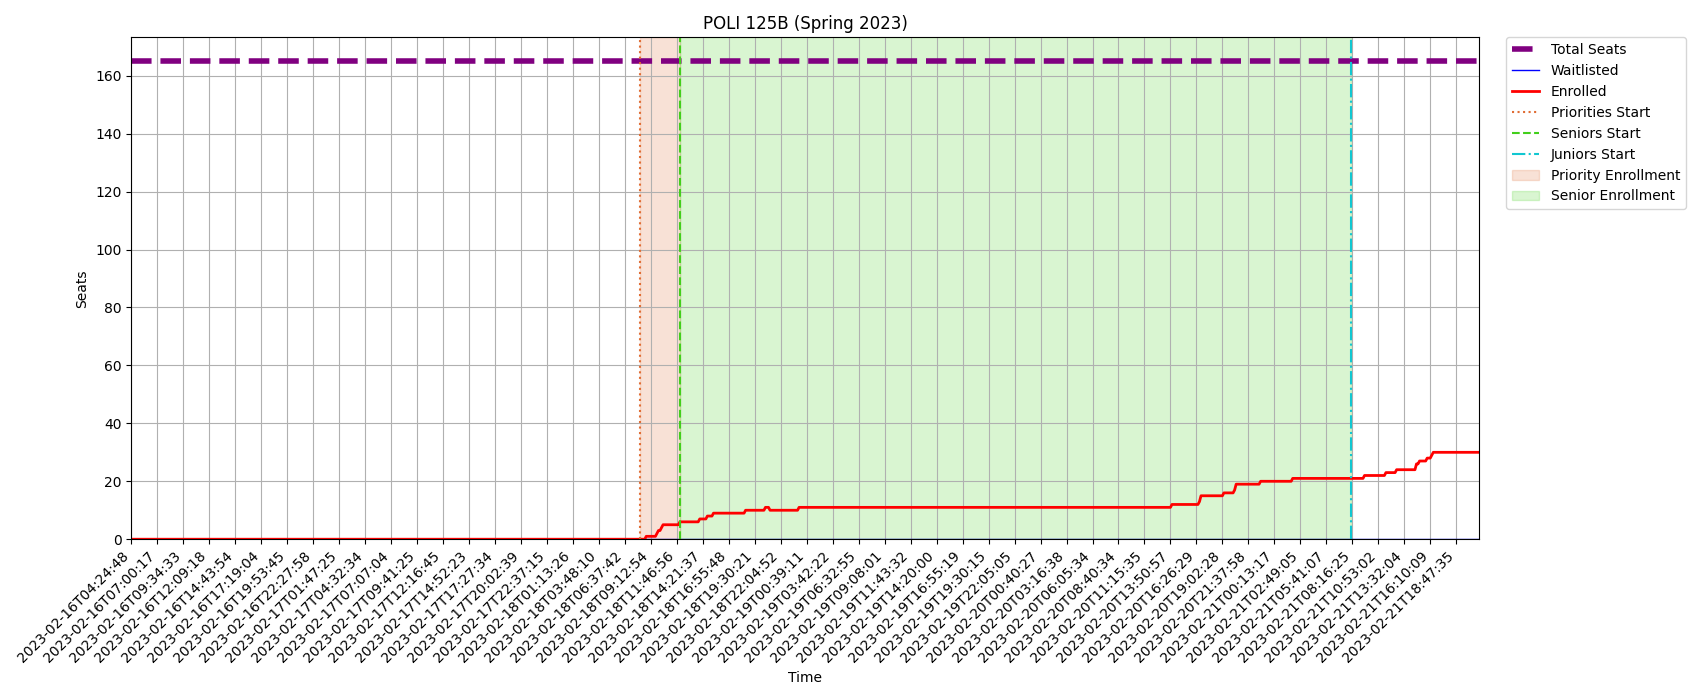 POLI 125B (Spring 2023)
Total Seats
Waitlisted
Enrolled
Priorities Start
Seniors Start
Juniors Start
Priority Enrollment
Senior Enrollment
Seats
160
140
120
100
80
60
40
20
0
2023-02-16T04:24:48
2023-02-16T07:00:17
2023-02-16T09:34:33
2023-02-16T12:09:18
2023-02-16T14:43:54
2023-02-16T17:19:04
2023-02-16T19:53:45
2023-02-16T22:27:58
2023-02-17T01:47:25
2023-02-17T04:32:34
2023-02-17T07:07:04
2023-02-17T09:41:25
2023-02-17T12:16:45
2023-02-17T14:52:23
2023-02-17T17:27:34
2023-02-17T20:02:39
2023-02-17T22:37:15
2023-02-18T01:13:26
2023-02-18T03:48:10
2023-02-18T06:37:42
2023-02-18T09:12:54
2023-02-18T11:46:56
2023-02-18T14:21:37
2023-02-18T16:55:48
2023-02-18T19:30:21
2023-02-18T22:04:52
2023-02-19T00:39:11
2023-02-19T03:42:22
2023-02-19T06:32:55
2023-02-19T09:08:01
2023-02-19T11:43:32
2023-02-19T14:20:00
2023-02-19T16:55:19
2023-02-19T19:30:15
2023-02-19T22:05:05
2023-02-20T00:40:27
2023-02-20T03:16:38
2023-02-20T06:05:34
2023-02-20T08:40:34
2023-02-20T11:15:35
2023-02-20T13:50:57
2023-02-20T16:26:29
2023-02-20T19:02:28
2023-02-20T21:37:58
2023-02-21T00:13:17
2023-02-21T02:49:05
2023-02-21T05:41:07
2023-02-21T08:16:25
2023-02-21T10:53:02
2023-02-21T13:32:04
2023-02-21T16:10:09
2023-02-21T18:47:35
Time